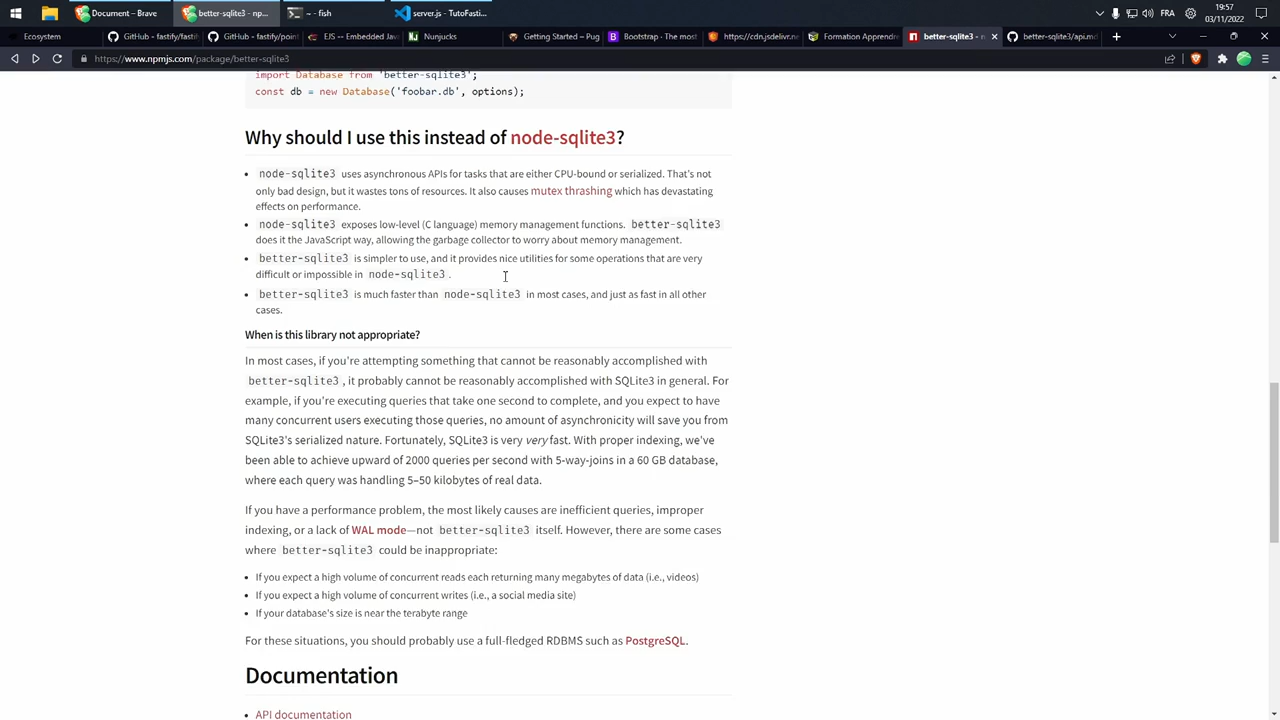 Document - Brave
better-sqlite3 - np...
~ - fish
server.js - TutoFasti...
FRA
19:57
03/11/2022
Ecosystem
GitHub - fastify/fastif
GitHub - fastify/point
EJS -- Embedded Java
Nunjucks
Getting Started – Pug
Bootstrap · The most
https://cdn.jsdelivr.ne
Formation Apprendre
better-sqlite3 - n
better-sqlite3/api.md
https://www.npmjs.com/package/better-sqlite3
import Database from 'better-sqlite3';
const db = new Database('foobar.db', options);
Why should I use this instead of node-sqlite3?
• node-sqlite3 uses asynchronous APIs for tasks that are either CPU-bound or serialized. That's not
only bad design, but it wastes tons of resources. It also causes mutex thrashing which has devastating
effects on performance.
• node-sqlite3 exposes low-level (C language) memory management functions. better-sqlite3
does it the JavaScript way, allowing the garbage collector to worry about memory management.
• better-sqlite3 is simpler to use, and it provides nice utilities for some operations that are very
difficult or impossible in node-sqlite3.
• better-sqlite3 is much faster than node-sqlite3 in most cases, and just as fast in all other
cases.
When is this library not appropriate?
In most cases, if you're attempting something that cannot be reasonably accomplished with
better-sqlite3, it probably cannot be reasonably accomplished with SQLite3 in general. For
example, if you're executing queries that take one second to complete, and you expect to have
many concurrent users executing those queries, no amount of asynchronicity will save you from
SQLite3's serialized nature. Fortunately, SQLite3 is very very fast. With proper indexing, we've
been able to achieve upward of 2000 queries per second with 5-way-joins in a 60 GB database,
where each query was handling 5–50 kilobytes of real data.
If you have a performance problem, the most likely causes are inefficient queries, improper
indexing, or a lack of WAL mode—not better-sqlite3 itself. However, there are some cases
where better-sqlite3 could be inappropriate:
• If you expect a high volume of concurrent reads each returning many megabytes of data (i.e., videos)
• If you expect a high volume of concurrent writes (i.e., a social media site)
• If your database's size is near the terabyte range
For these situations, you should probably use a full-fledged RDBMS such as PostgreSQL.
Documentation
• API documentation